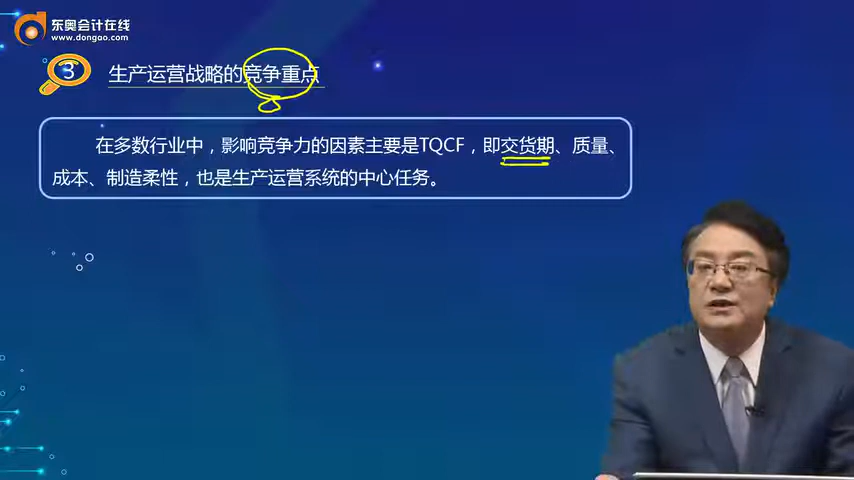 东奥会计在线
www.dongao.com
3 生产运营战略的竞争重点
在多数行业中，影响竞争力的因素主要是TQCF，即交货期、质量、
成本、制造柔性，也是生产运营系统的中心任务。